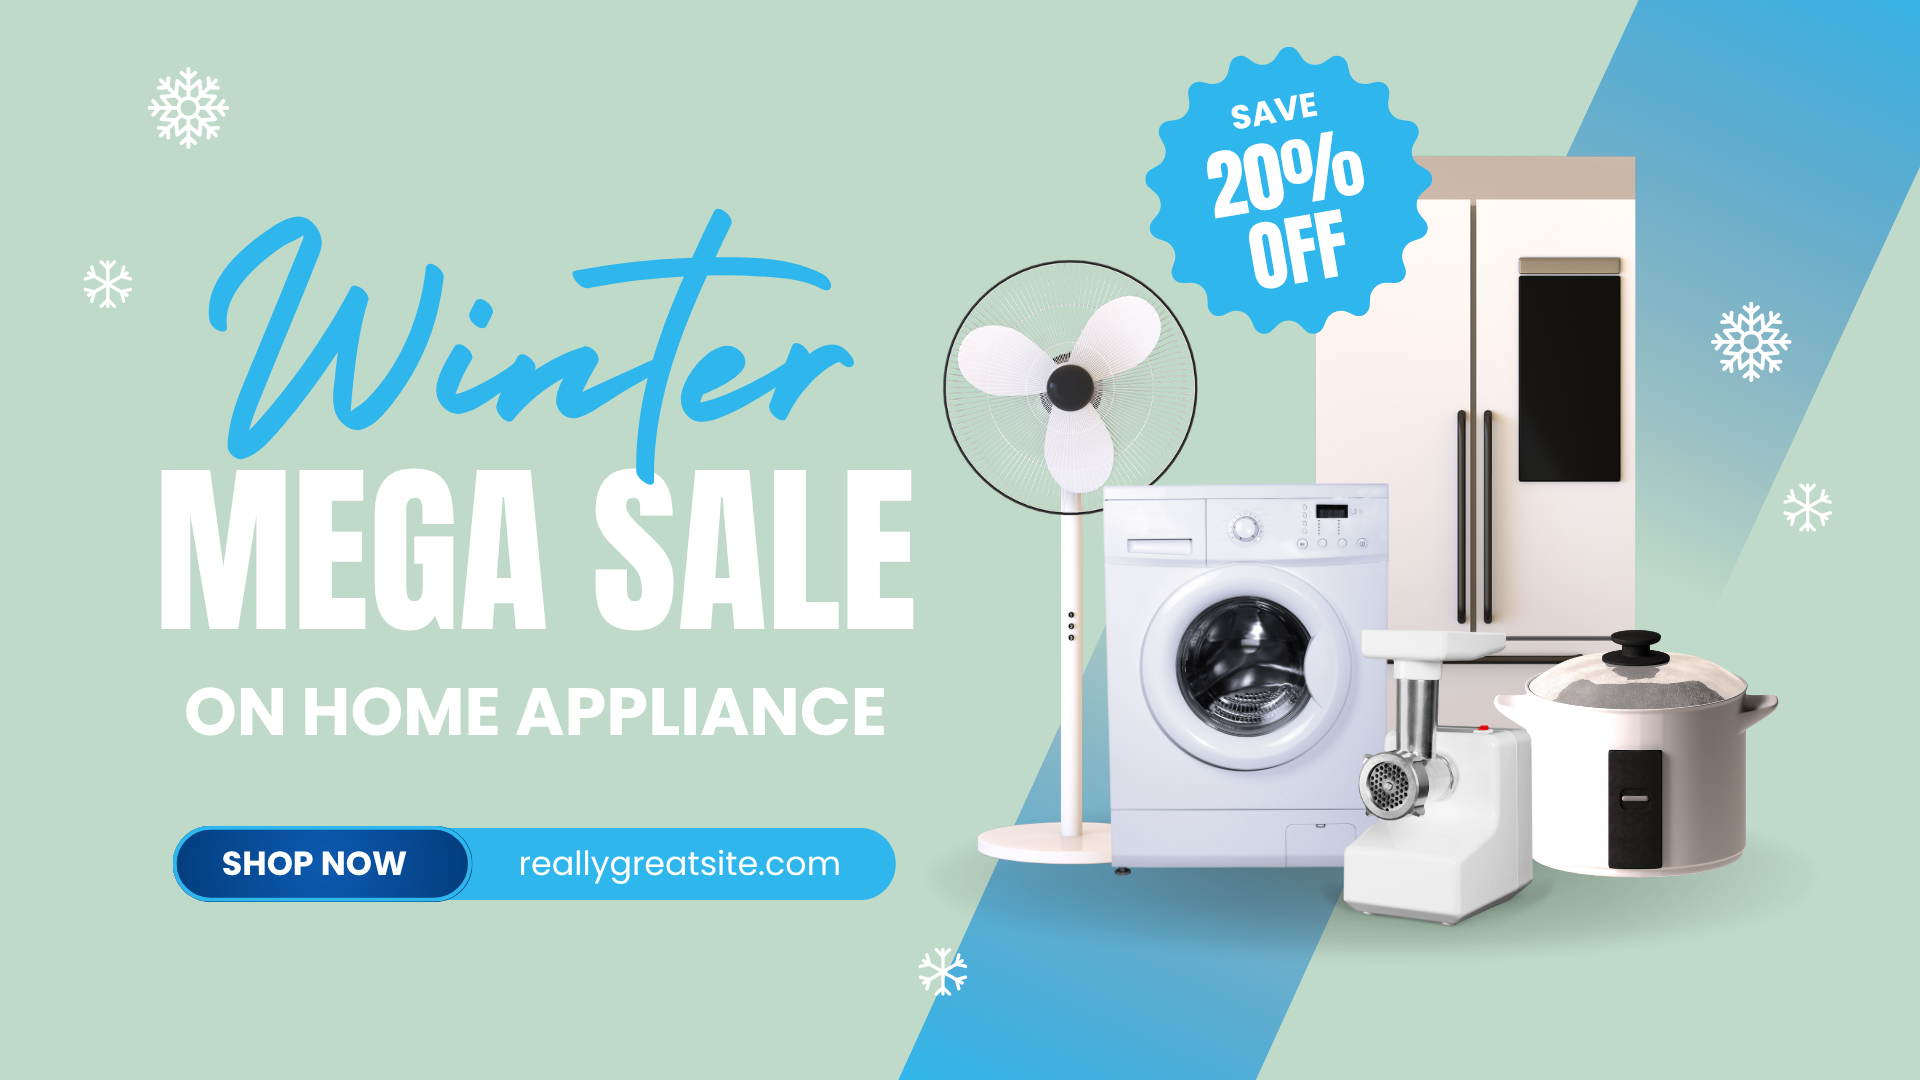 SAVE
20%
OFF
Winter
MEGA SALE
ON HOME APPLIANCE
SHOP NOW
reallygreatsite.com